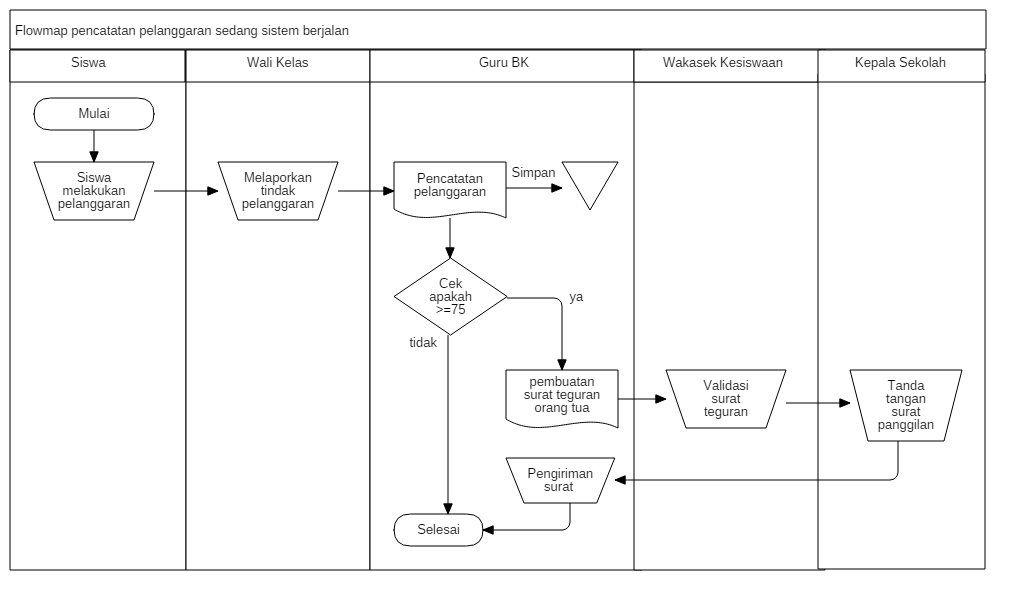 Flowmap pencatatan pelanggaran sedang sistem berjalan
Siswa
Wali Kelas
Guru BK
Wakasek Kesiswaan
Kepala Sekolah
Mulai
Siswa
melakukan
pelanggaran
Melaporkan
tindak
pelanggaran
Pencatatan
pelanggaran
Simpan
Cek
apakah
>=75
ya
tidak
pembuatan
surat teguran
orang tua
Validasi
surat
teguran
Tanda
tangan
surat
panggilan
Pengiriman
surat
Selesai